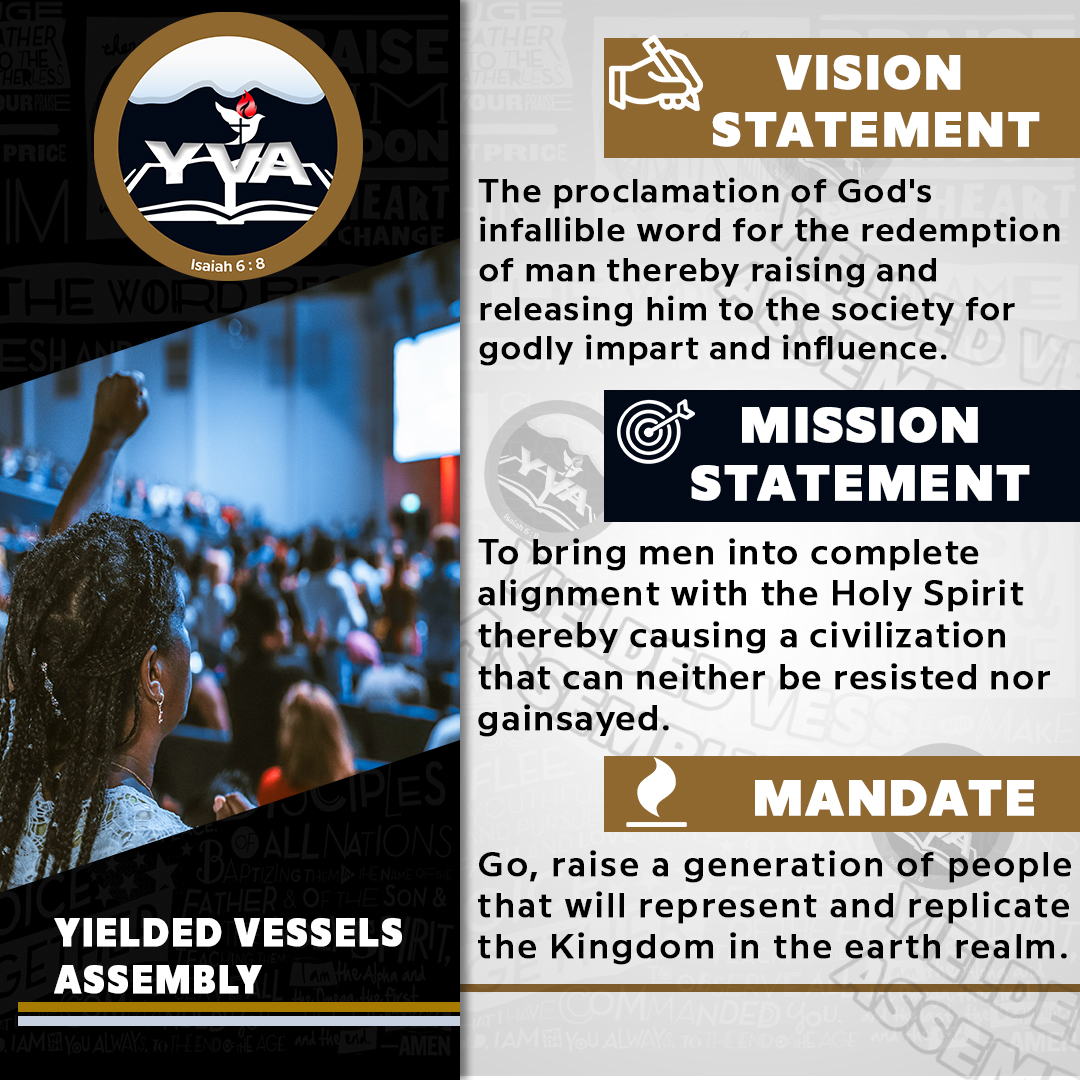 YVA
Isaiah 6 : 8
YIELDED VESSELS
ASSEMBLY
VISION
STATEMENT
The proclamation of God's
infallible word for the redemption
of man thereby raising and
releasing him to the society for
godly impart and influence.
MISSION
STATEMENT
To bring men into complete
alignment with the Holy Spirit
thereby causing a civilization
that can neither be resisted nor
gainsayed.
MANDATE
Go, raise a generation of people
that will represent and replicate
the Kingdom in the earth realm.